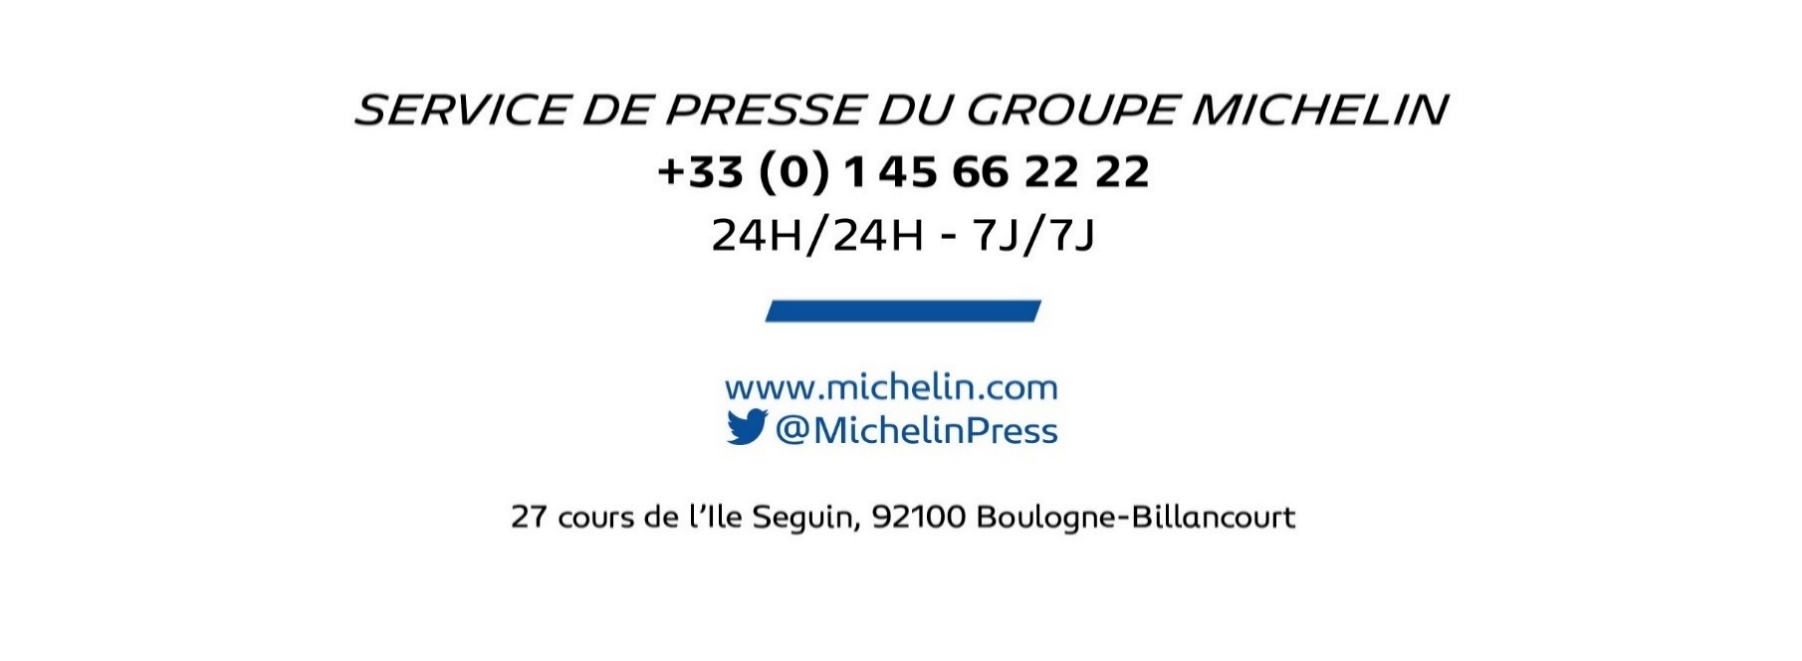 SERVICE DE PRESSE DU GROUPE MICHELIN
+33 (0) 1 45 66 22 22
24H/24H - 7J/7J
www.michelin.com
@MichelinPress
27 cours de l’Ile Seguin, 92100 Boulogne-Billancourt